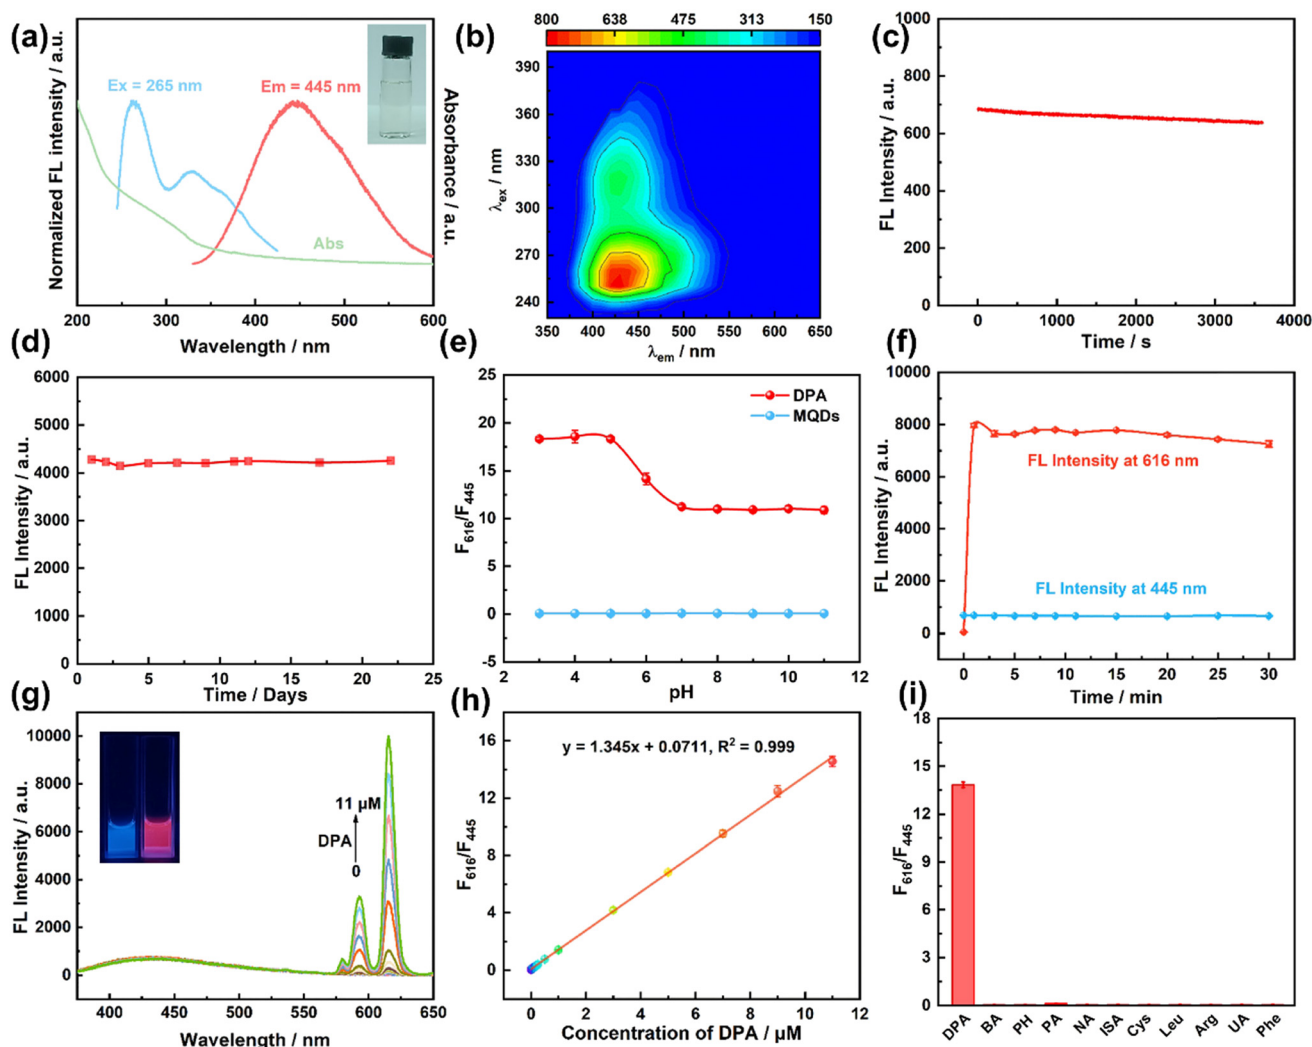 (a)
Normalized FL intensity / a.u.
Ex = 265 nm
Em = 445 nm
Abs
Absorbance / a.u.
200 300 400 500 600
Wavelength / nm
(b)
800 638 475 313 150
λex / nm
390
360
330
300
270
240
350 400 450 500 550 600 650
λem / nm
(c)
FL Intensity / a.u.
1000
800
600
400
200
0
0 1000 2000 3000 4000
Time / s
(d)
FL Intensity / a.u.
6000
5000
4000
3000
2000
1000
0
0 5 10 15 20 25
Time / Days
(e)
F616/F445
25
20
15
10
5
0
-5
DPA
MQDs
2 4 6 8 10 12
pH
(f)
FL Intensity / a.u.
10000
8000
6000
4000
2000
0
FL Intensity at 616 nm
FL Intensity at 445 nm
0 5 10 15 20 25 30
Time / min
(g)
FL Intensity / a.u.
10000
8000
6000
4000
2000
0
11 μM
DPA
0
400 450 500 550 600 650
Wavelength / nm
(h)
F616/F445
16
12
8
4
0
y = 1.345x + 0.0711, R² = 0.999
0 2 4 6 8 10 12
Concentration of DPA / μM
(i)
F616/F445
18
15
12
9
6
3
0
DPA BA PH PA NA ISA Cys Leu Arg UA Phe